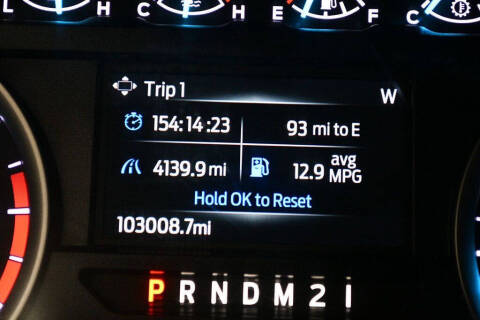 L H C H E F C
Trip 1
W
154:14:23 93 mi to E
4139.9 mi 12.9 avg MPG
Hold OK to Reset
103008.7mi
P R N D M 2 1